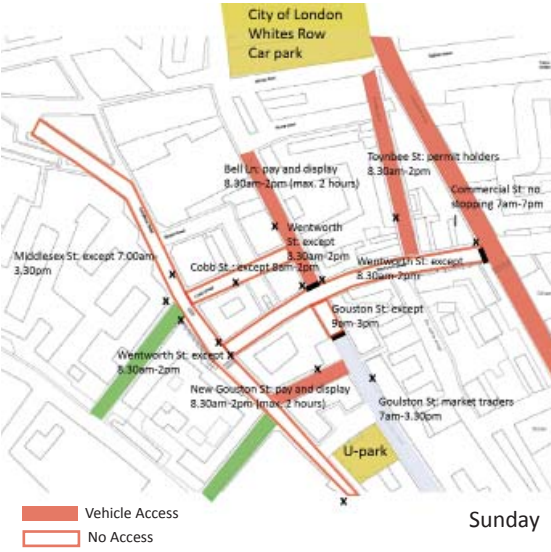 City of London
Whites Row
Car park
Bell Ln: pay and display
8.30am-2pm (max. 2 hours)
Toynbee St: permit holders
8.30am-2pm
Commercial St: no
stopping 7am-7pm
Wentworth
St: except
8.30am-2pm
Middlesex St: except 7.00am-
3.30pm
Cobb St : except 8am-2pm
Wentworth St: except
8.30am-2pm
Gouston St: except
9am-3pm
Wentworth St: except
8.30am-2pm
New Gouston St: pay and display
8.30am-2pm (max. 2 hours)
Goulston St: market traders
7am-3.30pm
U-park
Vehicle Access
No Access
Sunday